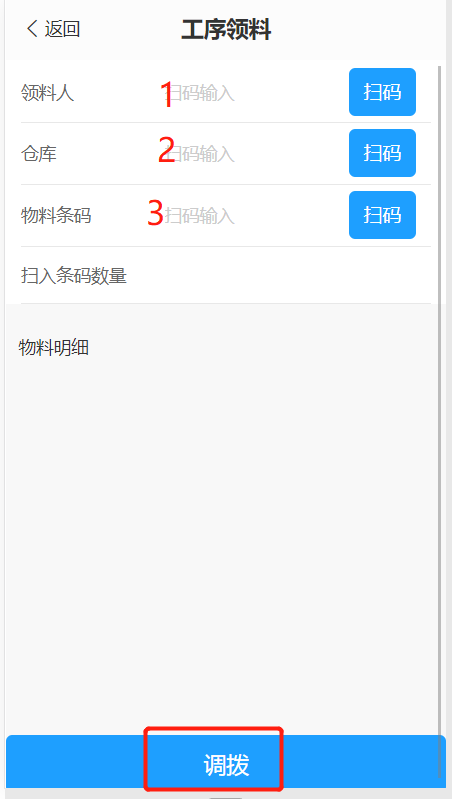 返回 工序领料
领料人 1 扫码输入 扫码
仓库 2 扫码输入 扫码
物料条码 3 扫码输入 扫码
扫入条码数量
物料明细
调拨